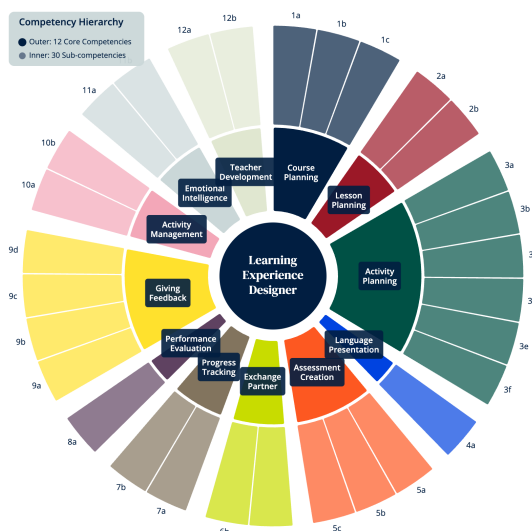 Competency Hierarchy
Outer: 12 Core Competencies
Inner: 30 Sub-competencies
12b
12a
1a
1b
1c
2a
2b
3a
3b
3e
3f
4a
5a
5b
5c
7a
7b
8a
9a
9b
9c
9d
10a
10b
11a
Teacher
Development
Course
Planning
Emotional
Intelligence
Lesson
Planning
Activity
Management
Learning
Experience
Designer
Activity
Planning
Giving
Feedback
Performance
Evaluation
Language
Presentation
Progress
Tracking
Assessment
Creation
Exchange
Partner